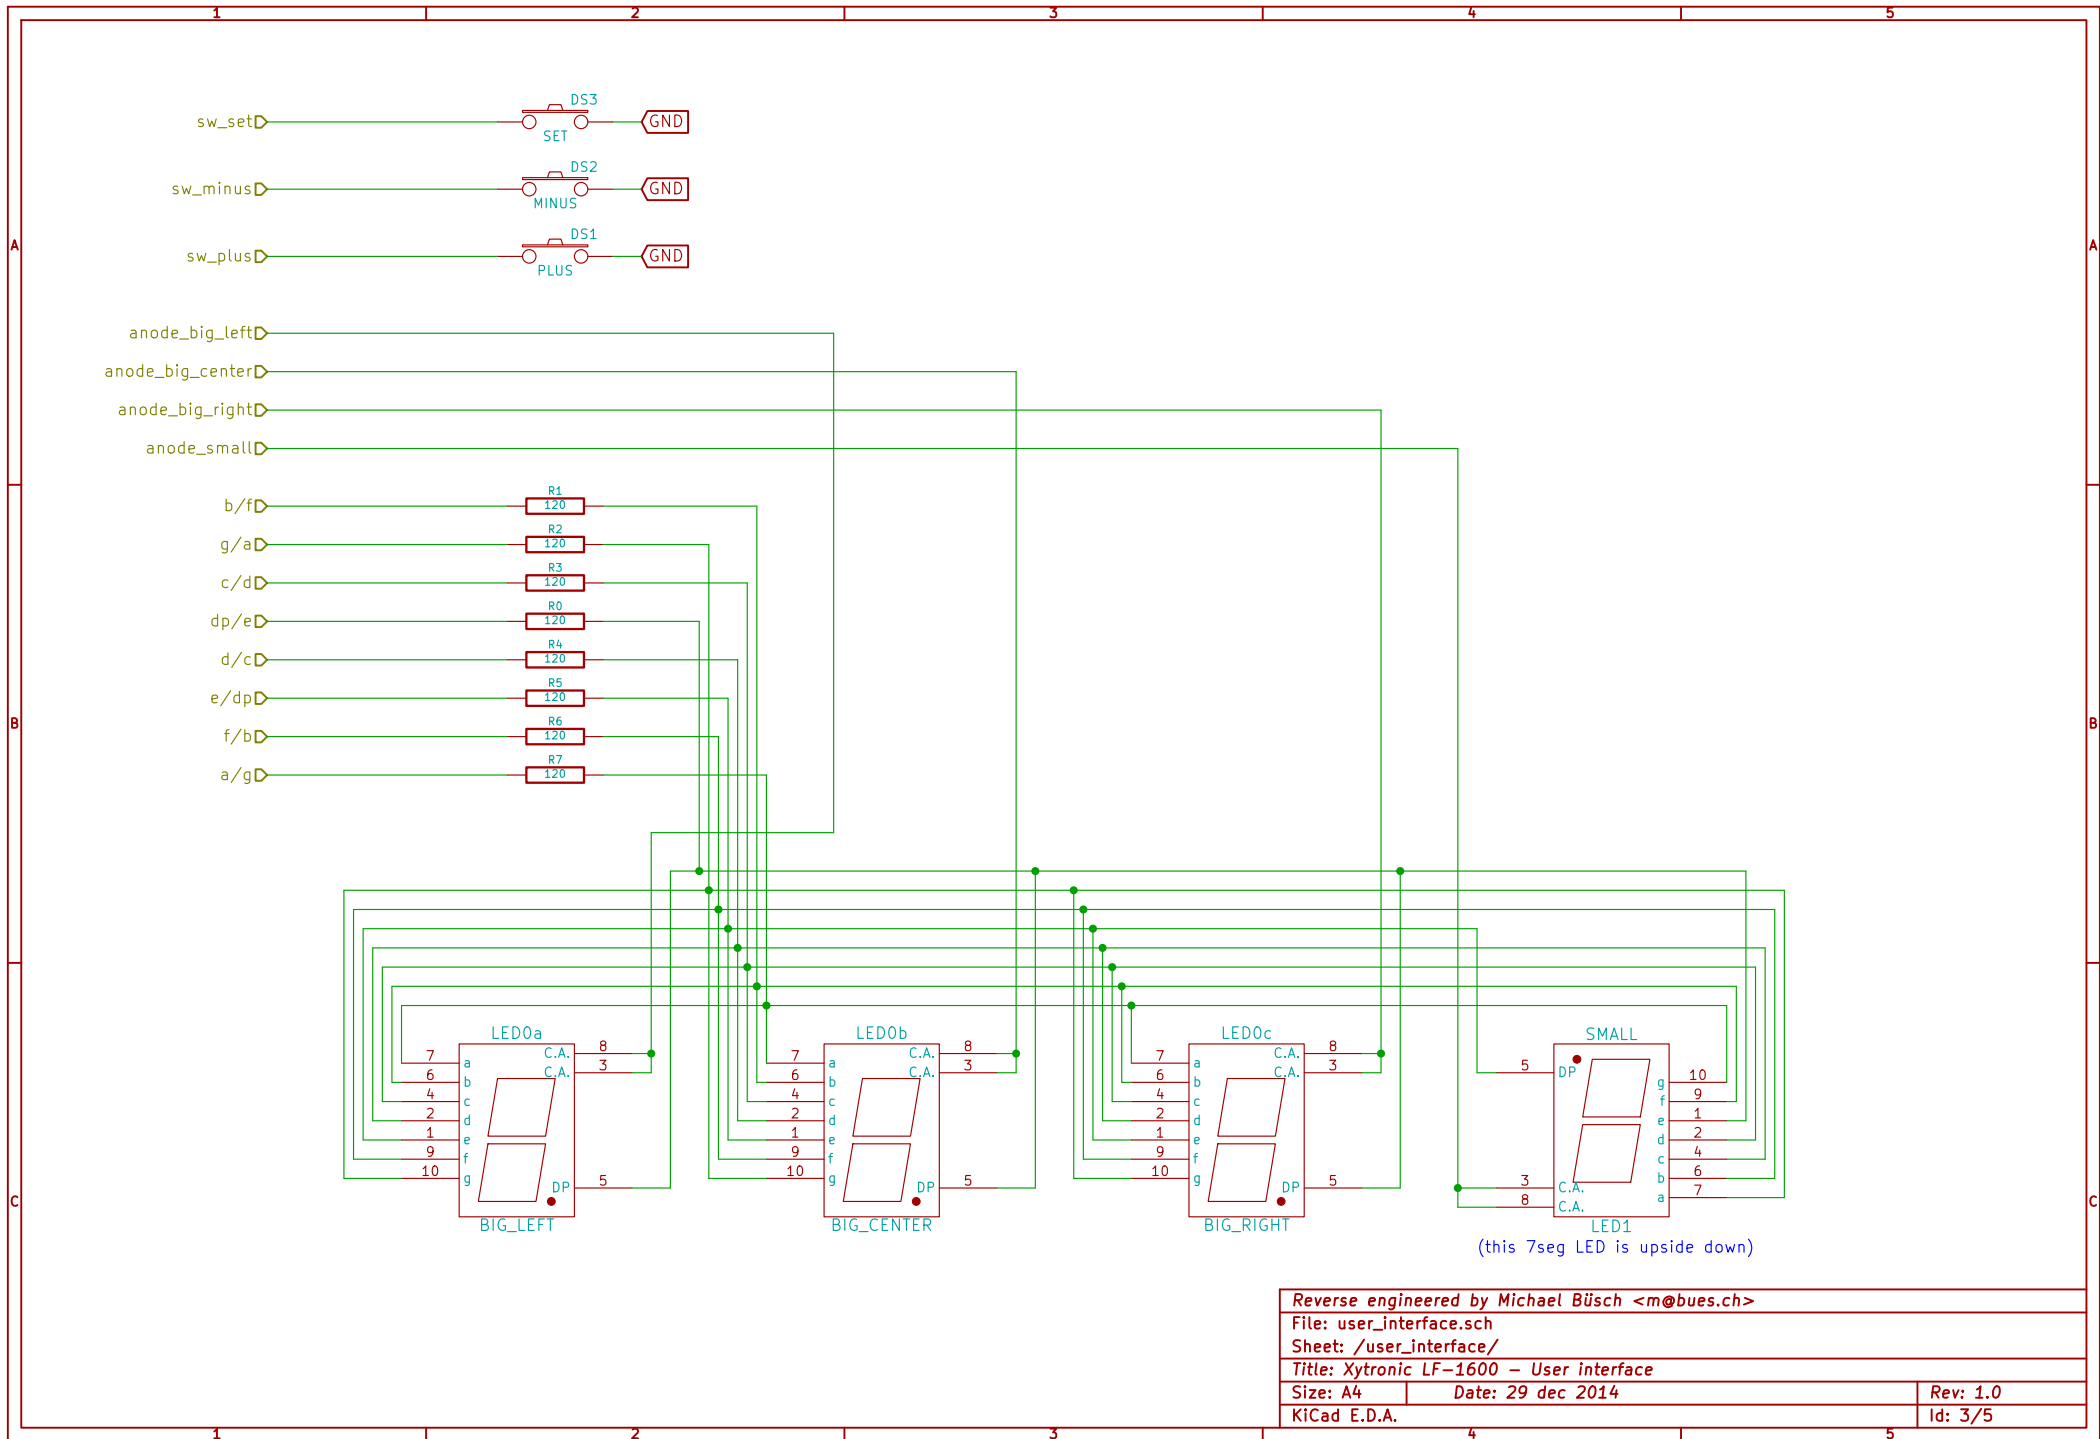 1 2 3 4 5
A A
B B
C C
sw_set DS3 SET GND
sw_minus DS2 MINUS GND
sw_plus DS1 PLUS GND
anode_big_left
anode_big_center
anode_big_right
anode_small
b/f R1 120
g/a R2 120
c/d R3 120
dp/e R0 120
d/c R4 120
e/dp R5 120
f/b R6 120
a/g R7 120
LED0a
7 a C.A. 8
6 b C.A. 3
4 c
2 d
1 e
9 f
10 g DP 5
BIG_LEFT
LED0b
7 a C.A. 8
6 b C.A. 3
4 c
2 d
1 e
9 f
10 g DP 5
BIG_CENTER
LED0c
7 a C.A. 8
6 b C.A. 3
4 c
2 d
1 e
9 f
10 g DP 5
BIG_RIGHT
SMALL
5 DP g 10
f 9
e 1
d 2
c 4
3 C.A. b 6
8 C.A. a 7
LED1
(this 7seg LED is upside down)
Reverse engineered by Michael Büsch <m@bues.ch>
File: user_interface.sch
Sheet: /user_interface/
Title: Xytronic LF-1600 - User interface
Size: A4 Date: 29 dec 2014 Rev: 1.0
KiCad E.D.A. Id: 3/5
1 2 3 4 5